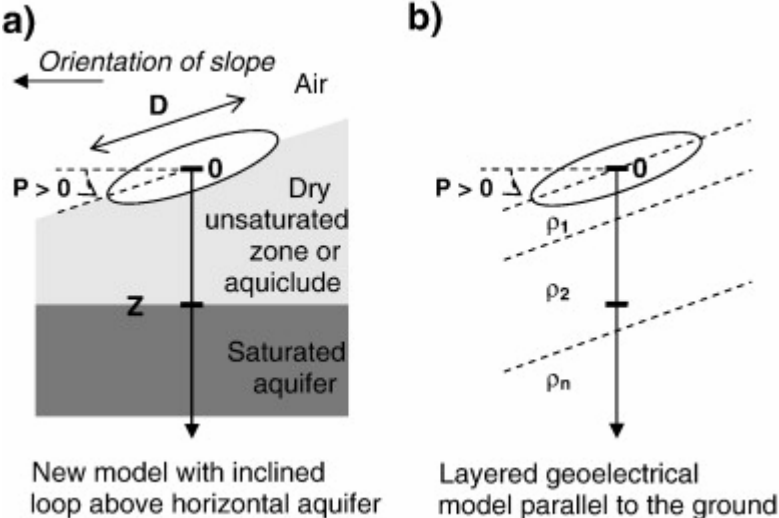 a)
Orientation of slope
Air
D
0
P > 0
Dry
unsaturated
zone or
aquiclude
Z
Saturated
aquifer
New model with inclined
loop above horizontal aquifer
b)
0
P > 0
ρ1
ρ2
ρn
Layered geoelectrical
model parallel to the ground